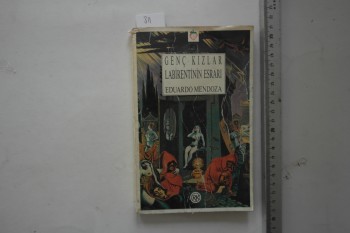 GENÇ KIZLAR
LABİRENTİNİN ESRARI
EDUARDO MENDOZA